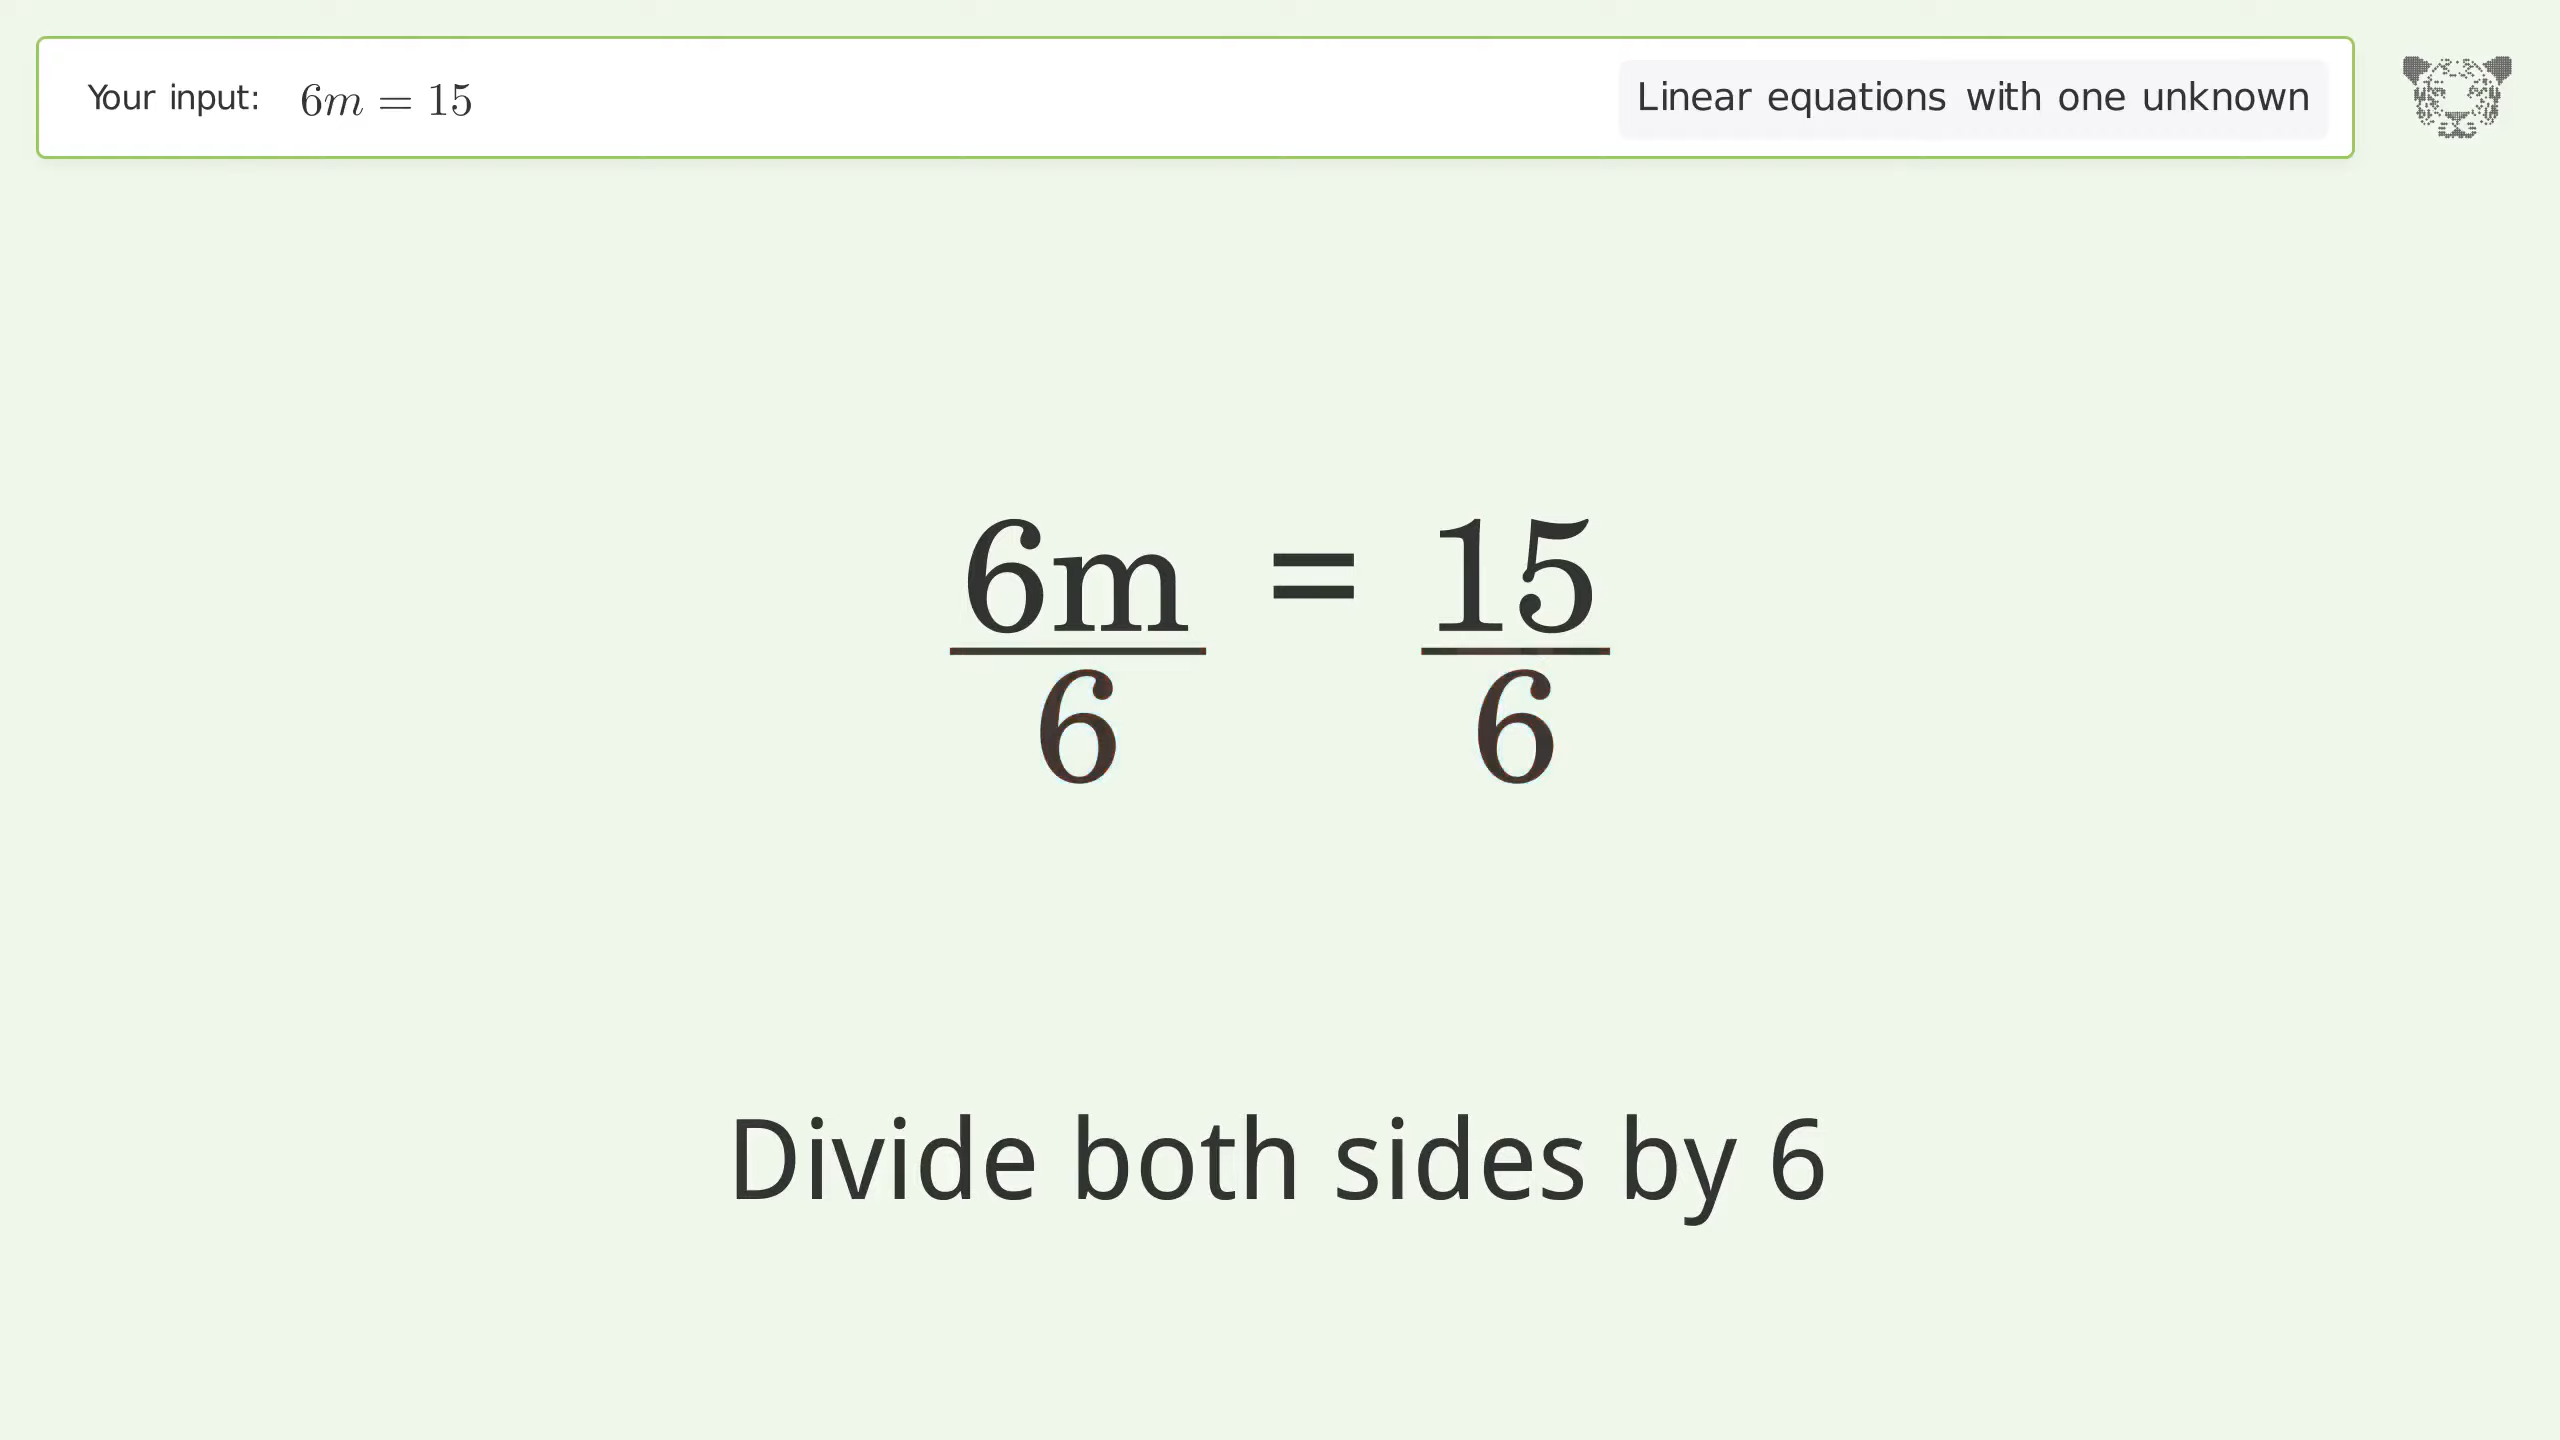 Your input: 6m = 15
Linear equations with one unknown
6m/6 = 15/6
Divide both sides by 6